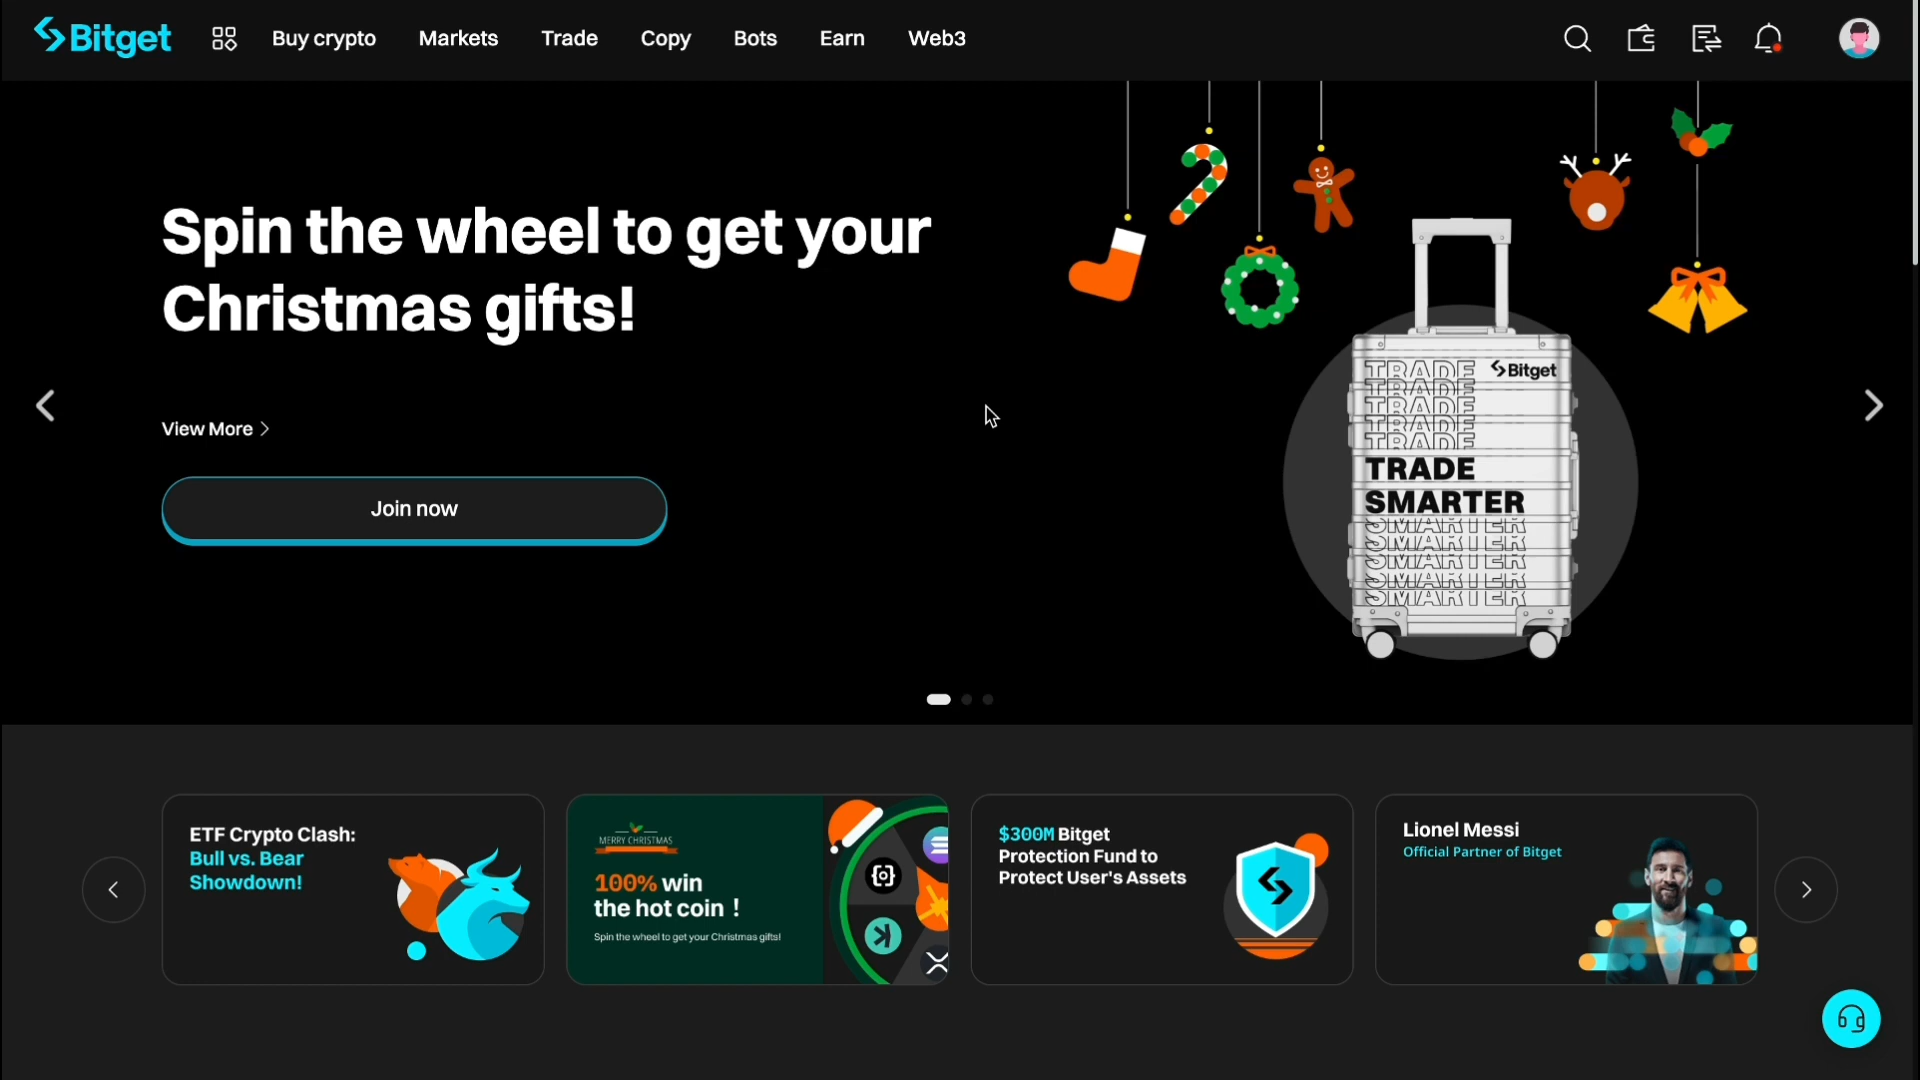 Bitget
Buy crypto
Markets
Trade
Copy
Bots
Earn
Web3
Spin the wheel to get your
Christmas gifts!
View More
Join now
Bitget
TRADE
TRADE
TRADE
TRADE
TRADE
TRADE
SMARTER
SMARTER
SMARTER
SMARTER
SMARTER
SMARTER
ETF Crypto Clash:
Bull vs. Bear
Showdown!
MERRY CHRISTMAS
100% win
the hot coin !
Spin the wheel to get your Christmas gifts!
$300M Bitget
Protection Fund to
Protect User's Assets
Lionel Messi
Official Partner of Bitget